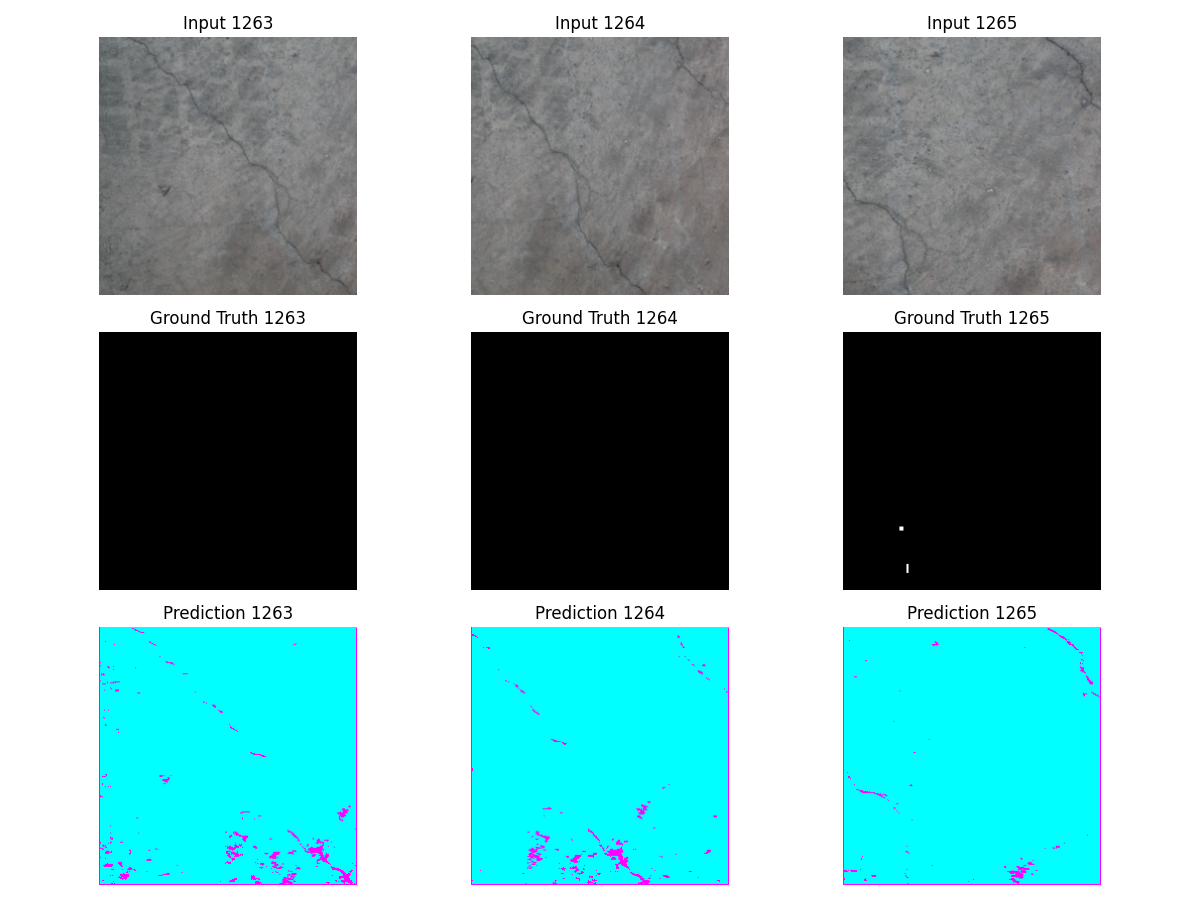 Input 1263
Input 1264
Input 1265
Ground Truth 1263
Ground Truth 1264
Ground Truth 1265
Prediction 1263
Prediction 1264
Prediction 1265